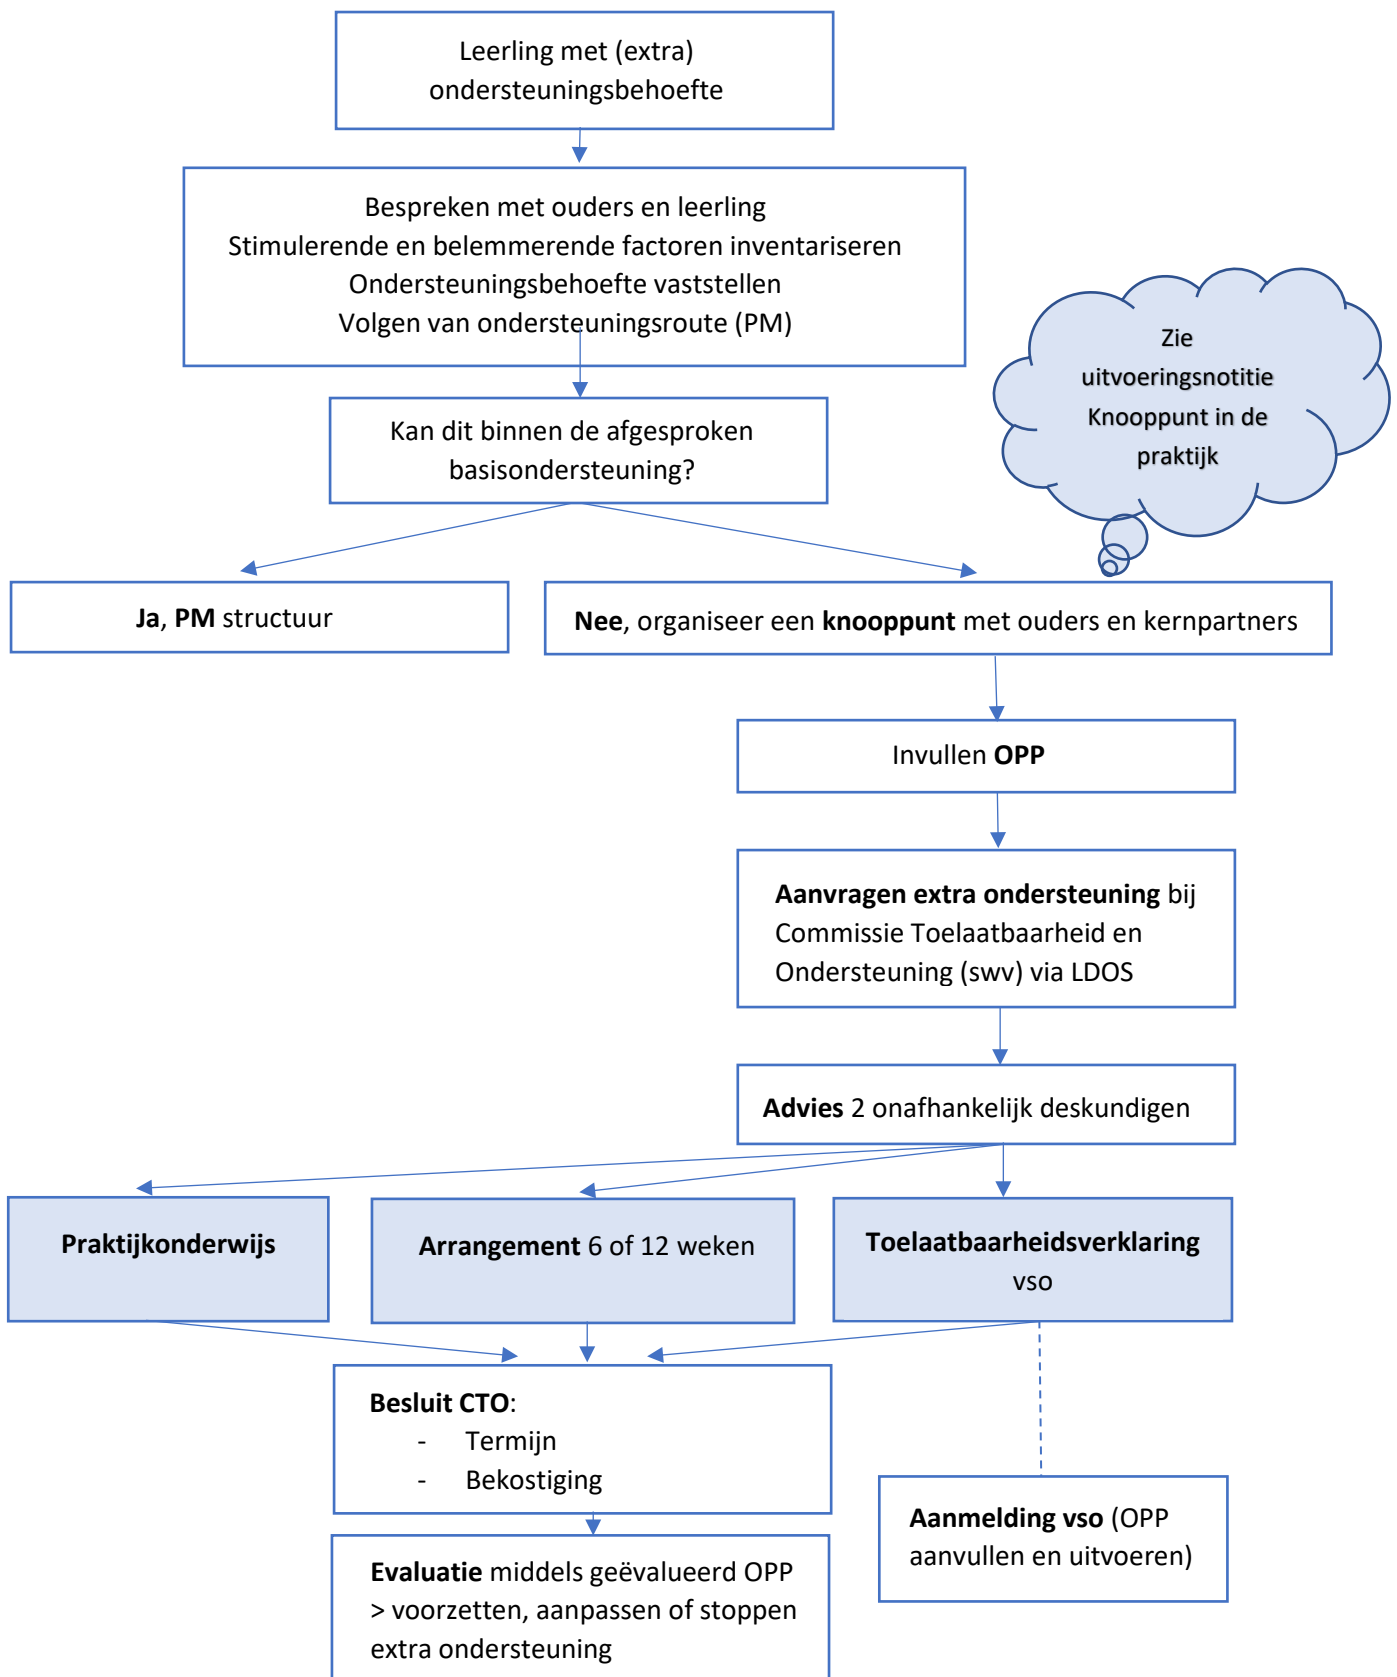 Leerling met (extra)
ondersteuningsbehoefte
Bespreken met ouders en leerling
Stimulerende en belemmerende factoren inventariseren
Ondersteuningsbehoefte vaststellen
Volgen van ondersteuningsroute (PM)
Zie
uitvoeringsnotitie
Knooppunt in de
praktijk
Kan dit binnen de afgesproken
basisondersteuning?
Ja, PM structuur
Nee, organiseer een knooppunt met ouders en kernpartners
Invullen OPP
Aanvragen extra ondersteuning bij
Commissie Toelaatbaarheid en
Ondersteuning (swv) via LDOS
Advies 2 onafhankelijk deskundigen
Praktijkonderwijs
Arrangement 6 of 12 weken
Toelaatbaarheidsverklaring
vso
Besluit CTO:
- Termijn
- Bekostiging
Aanmelding vso (OPP
aanvullen en uitvoeren)
Evaluatie middels geëvalueerd OPP
> voorzetten, aanpassen of stoppen
extra ondersteuning